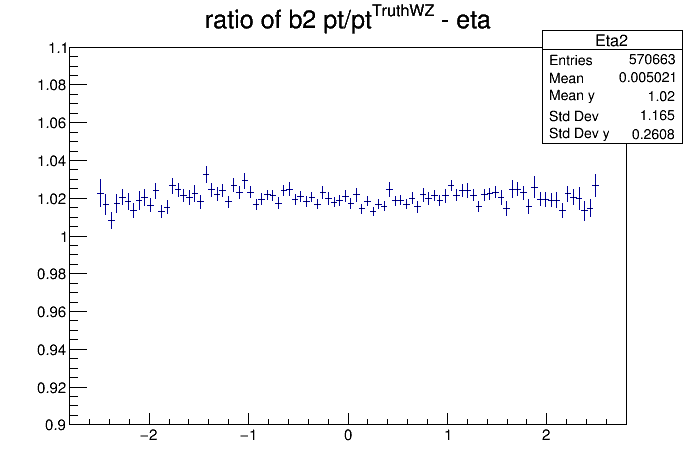 ratio of b2 pt/pt^TruthWZ - eta
Eta2
Entries 570663
Mean 0.005021
Mean y 1.02
Std Dev 1.165
Std Dev y 0.2608
1.1
1.08
1.06
1.04
1.02
1
0.98
0.96
0.94
0.92
0.9
−2 −1 0 1 2